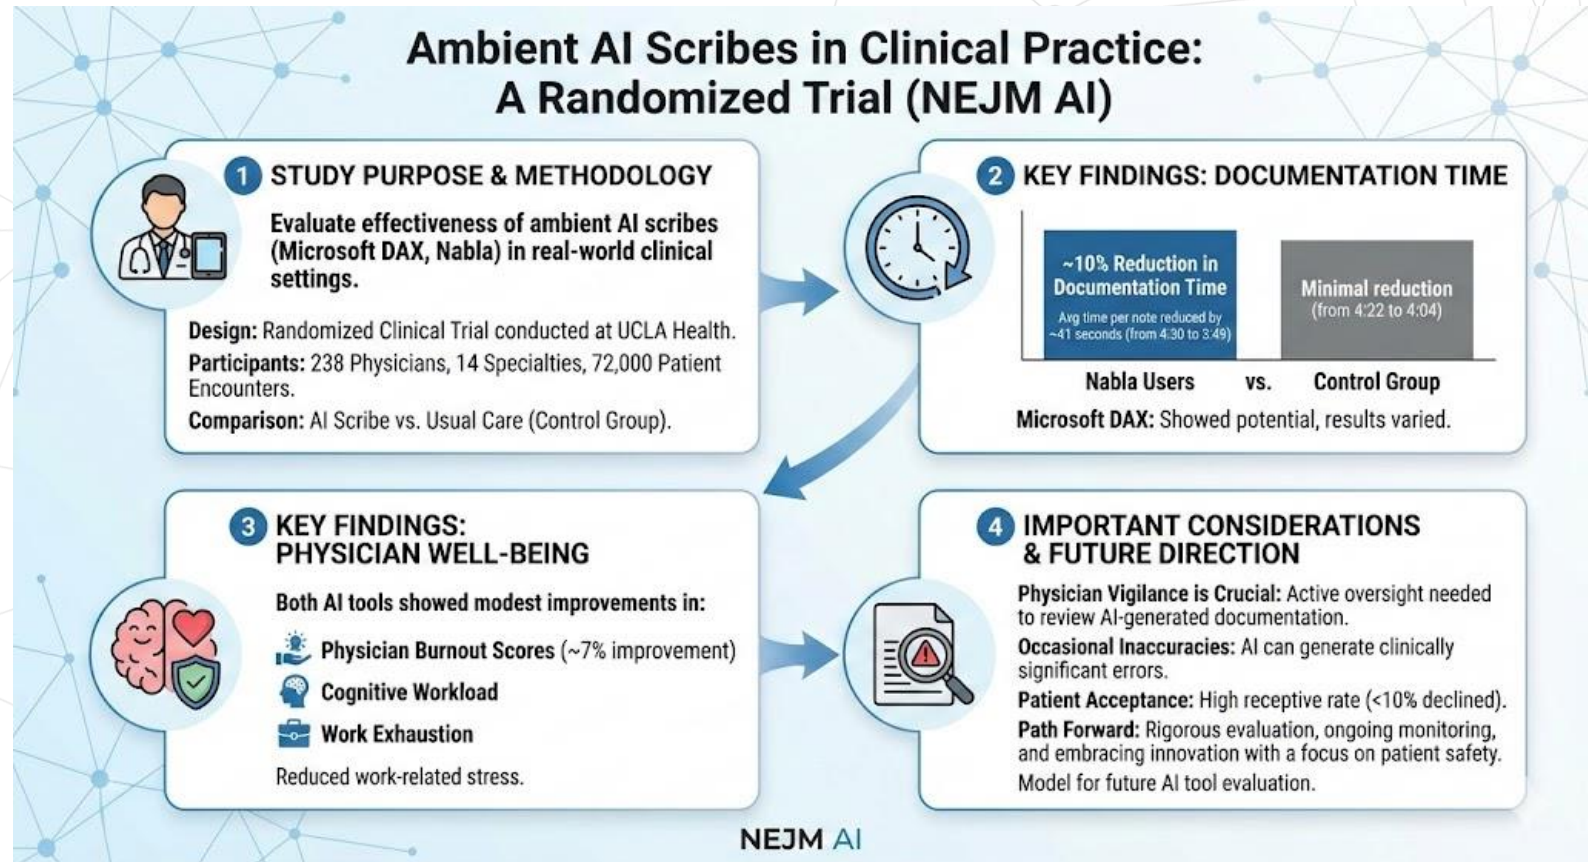 Ambient AI Scribes in Clinical Practice:
A Randomized Trial (NEJM AI)
1 STUDY PURPOSE & METHODOLOGY
Evaluate effectiveness of ambient AI scribes
(Microsoft DAX, Nabla) in real-world clinical
settings.
Design: Randomized Clinical Trial conducted at UCLA Health.
Participants: 238 Physicians, 14 Specialties, 72,000 Patient
Encounters.
Comparison: AI Scribe vs. Usual Care (Control Group).
2 KEY FINDINGS: DOCUMENTATION TIME
~10% Reduction in
Documentation Time
Avg time per note reduced by
~41 seconds (from 4:30 to 3:49)
Minimal reduction
(from 4:22 to 4:04)
Nabla Users vs. Control Group
Microsoft DAX: Showed potential, results varied.
3 KEY FINDINGS:
PHYSICIAN WELL-BEING
Both AI tools showed modest improvements in:
Physician Burnout Scores (~7% improvement)
Cognitive Workload
Work Exhaustion
Reduced work-related stress.
4 IMPORTANT CONSIDERATIONS
& FUTURE DIRECTION
Physician Vigilance is Crucial: Active oversight needed
to review AI-generated documentation.
Occasional Inaccuracies: AI can generate clinically
significant errors.
Patient Acceptance: High receptive rate (<10% declined).
Path Forward: Rigorous evaluation, ongoing monitoring,
and embracing innovation with a focus on patient safety.
Model for future AI tool evaluation.
NEJM AI